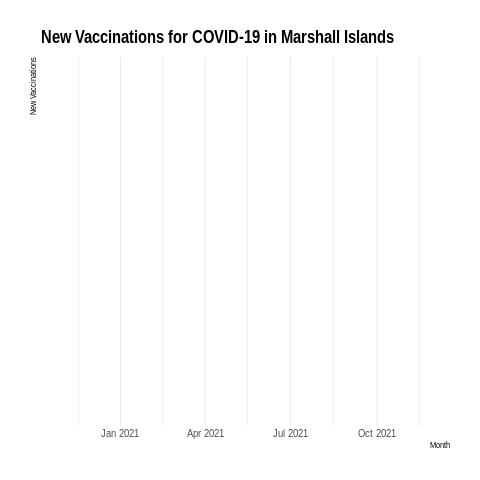 New Vaccinations for COVID-19 in Marshall Islands
New Vaccinations
Jan 2021 Apr 2021 Jul 2021 Oct 2021
Month